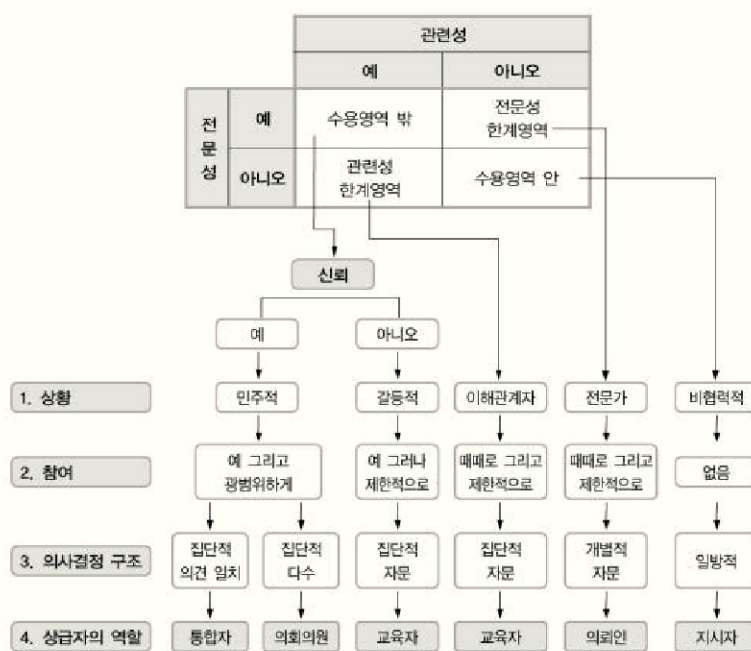 관련성
예
아니오
전문성
예
수용영역 밖
전문성
한계영역
아니오
관련성
한계영역
수용영역 안
신뢰
예
아니오
1. 상황
민주적
갈등적
이해관계자
전문가
비협력적
2. 참여
예 그리고
광범위하게
예 그러나
제한적으로
때때로 그리고
제한적으로
때때로 그리고
제한적으로
없음
3. 의사결정 구조
집단적
의견 일치
집단적
다수
집단적
자문
집단적
자문
개별적
자문
일방적
4. 상급자의 역할
통합자
의회의원
교육자
교육자
의뢰인
지시자